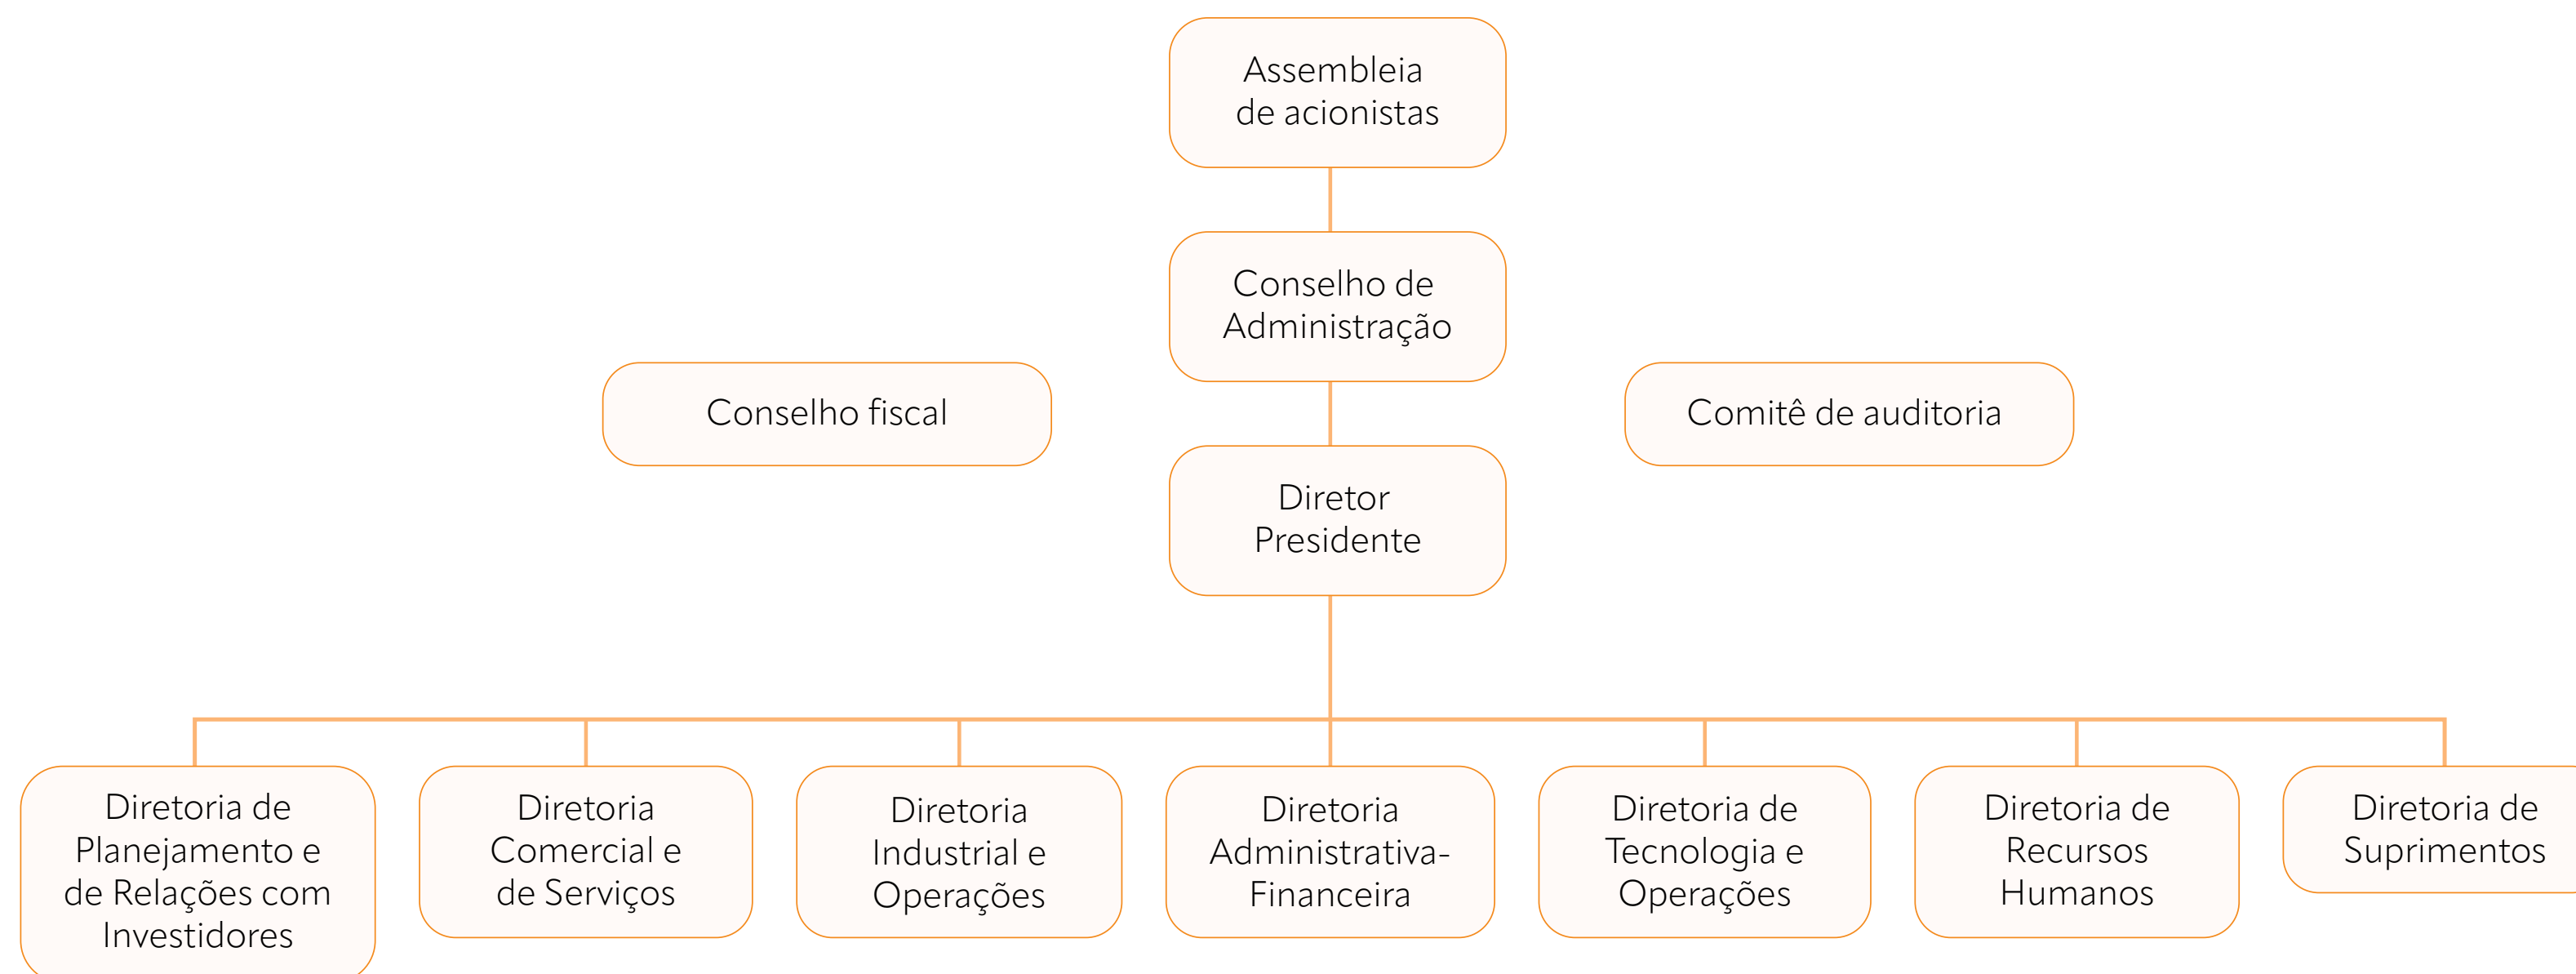 Assembleia
de acionistas
Conselho de
Administração
Conselho fiscal
Comitê de auditoria
Diretor
Presidente
Diretoria de
Planejamento e
de Relações com
Investidores
Diretoria
Comercial e
de Serviços
Diretoria
Industrial e
Operações
Diretoria
Administrativa-
Financeira
Diretoria de
Tecnologia e
Operações
Diretoria de
Recursos
Humanos
Diretoria de
Suprimentos